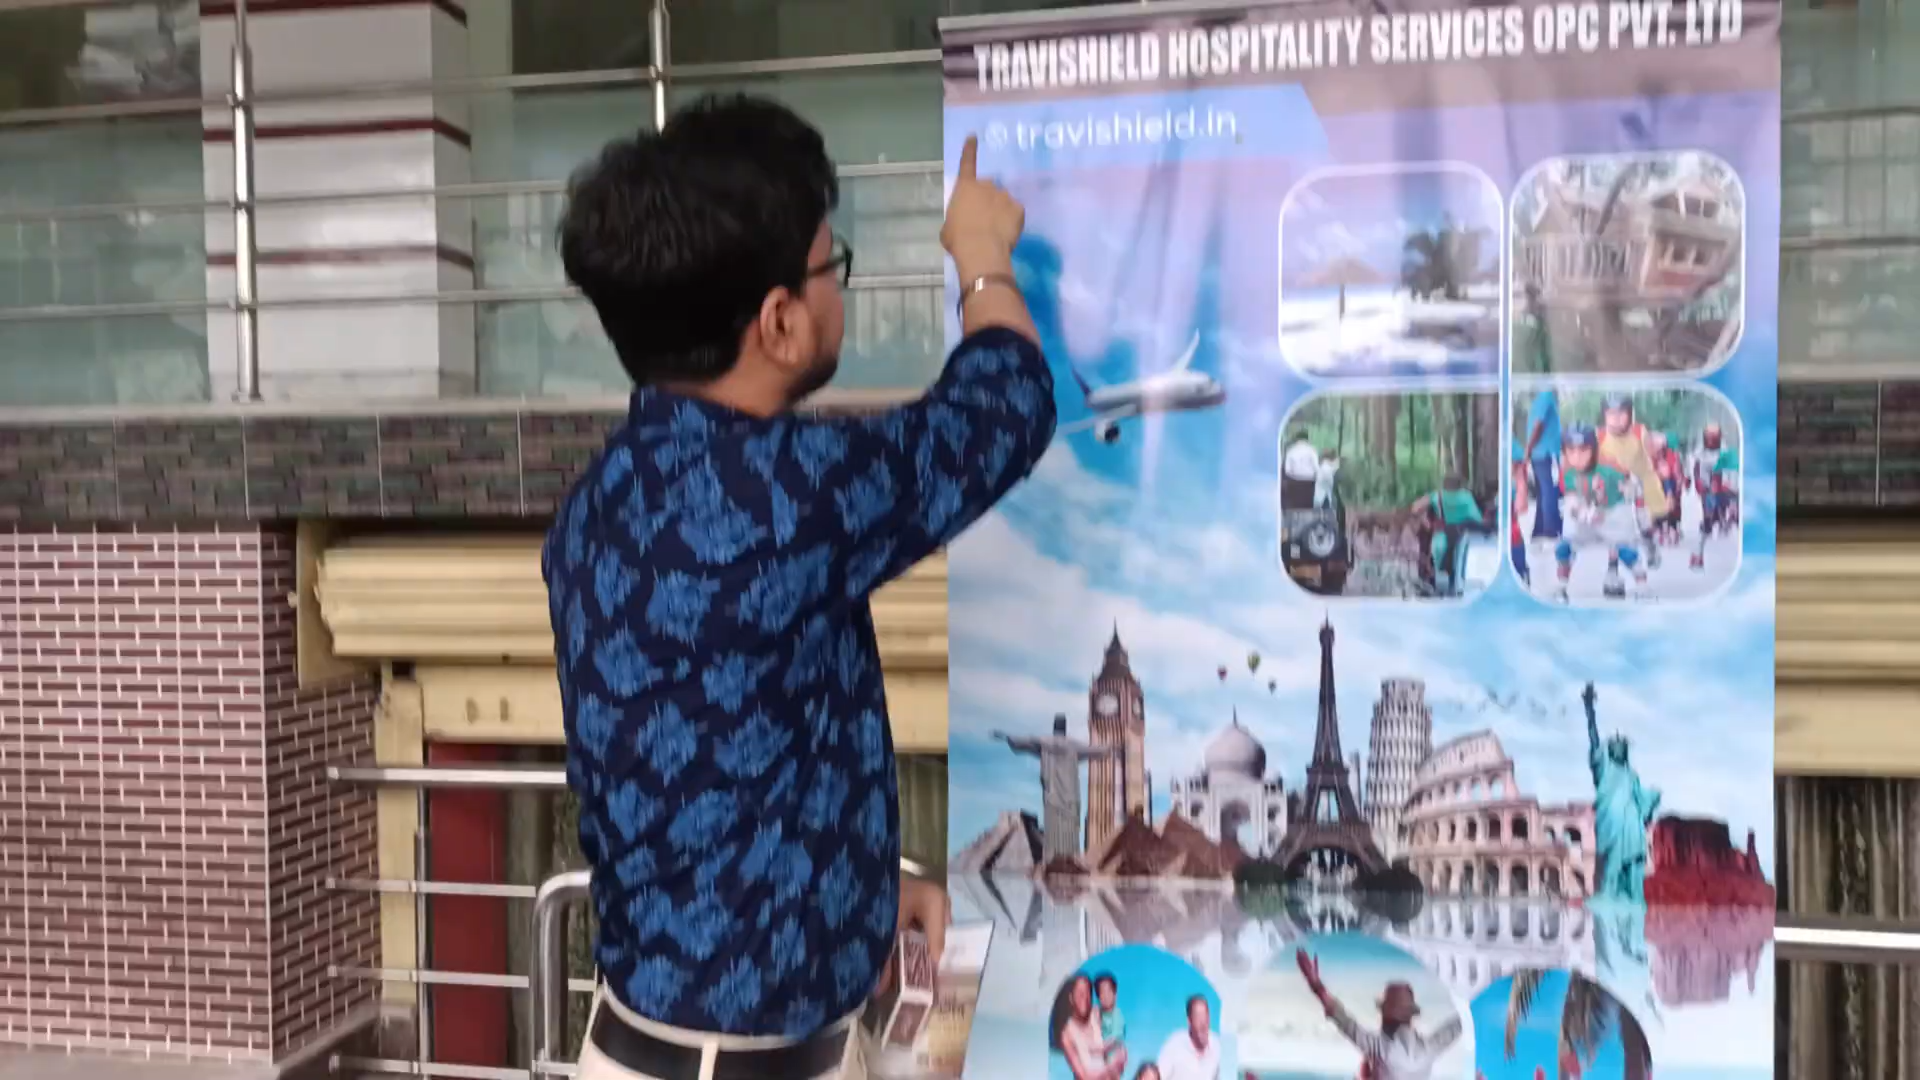 TRAVISHIELD HOSPITALITY SERVICES OPC PVT. LTD
travishield.in